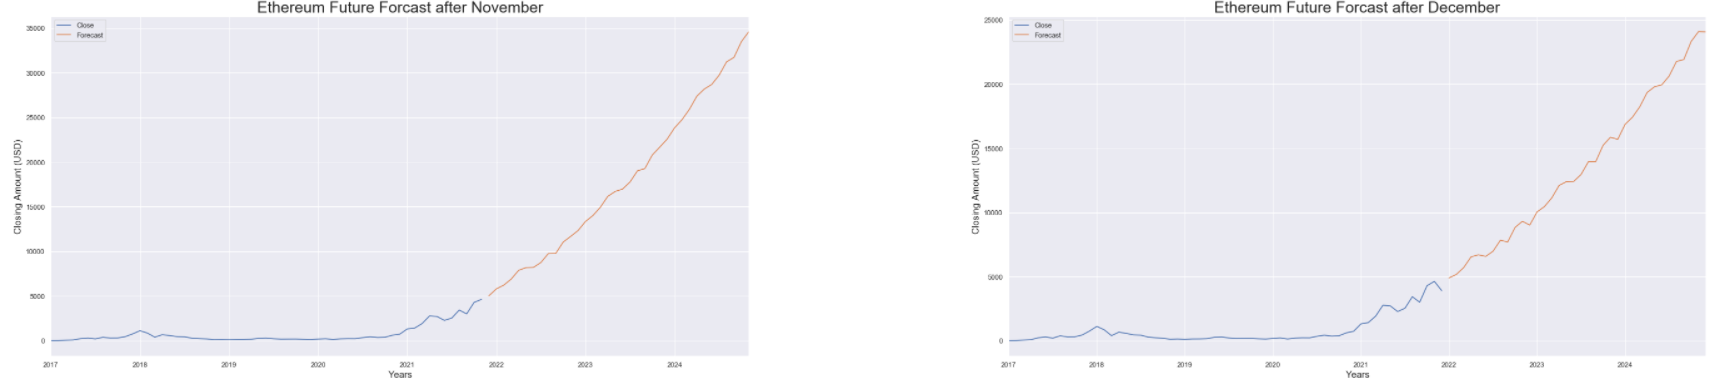 Ethereum Future Forcast after November
Close
Forecast
35000
30000
25000
20000
15000
10000
5000
0
Closing Amount (USD)
2017 2018 2019 2020 2021 2022 2023 2024
Years
Ethereum Future Forcast after December
Close
Forecast
25000
20000
15000
10000
5000
0
Closing Amount (USD)
2017 2018 2019 2020 2021 2022 2023 2024
Years